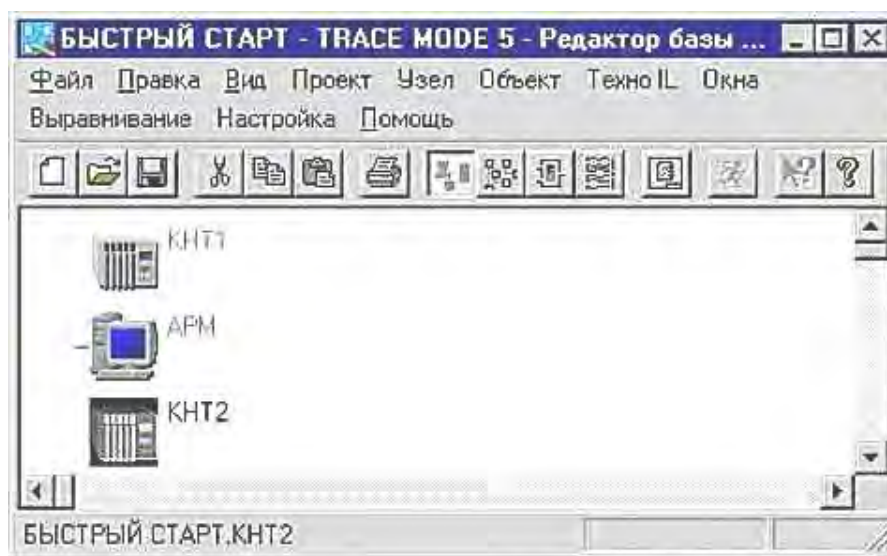 БЫСТРЫЙ СТАРТ - TRACE MODE 5 - Редактор базы ...
Файл Правка Вид Проект Узел Объект Техно IL Окна
Выравнивание Настройка Помощь
КНТ1
АРМ
КНТ2
БЫСТРЫЙ СТАРТ.КНТ2